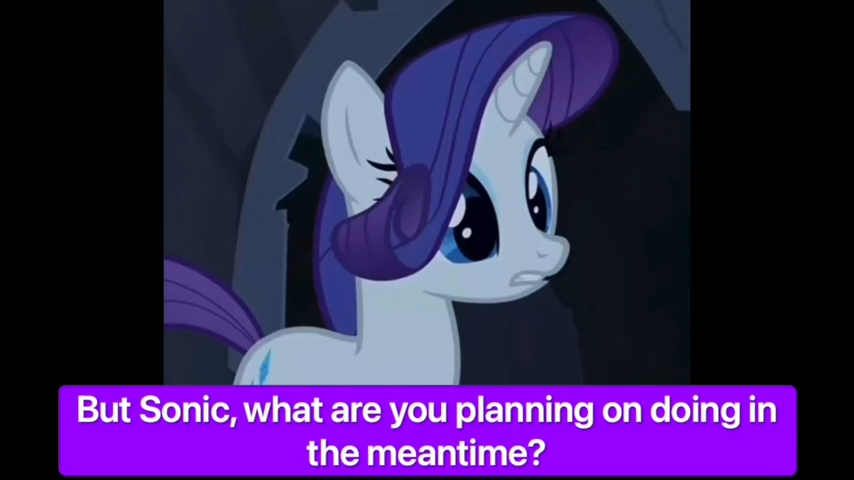 But Sonic, what are you planning on doing in
the meantime?